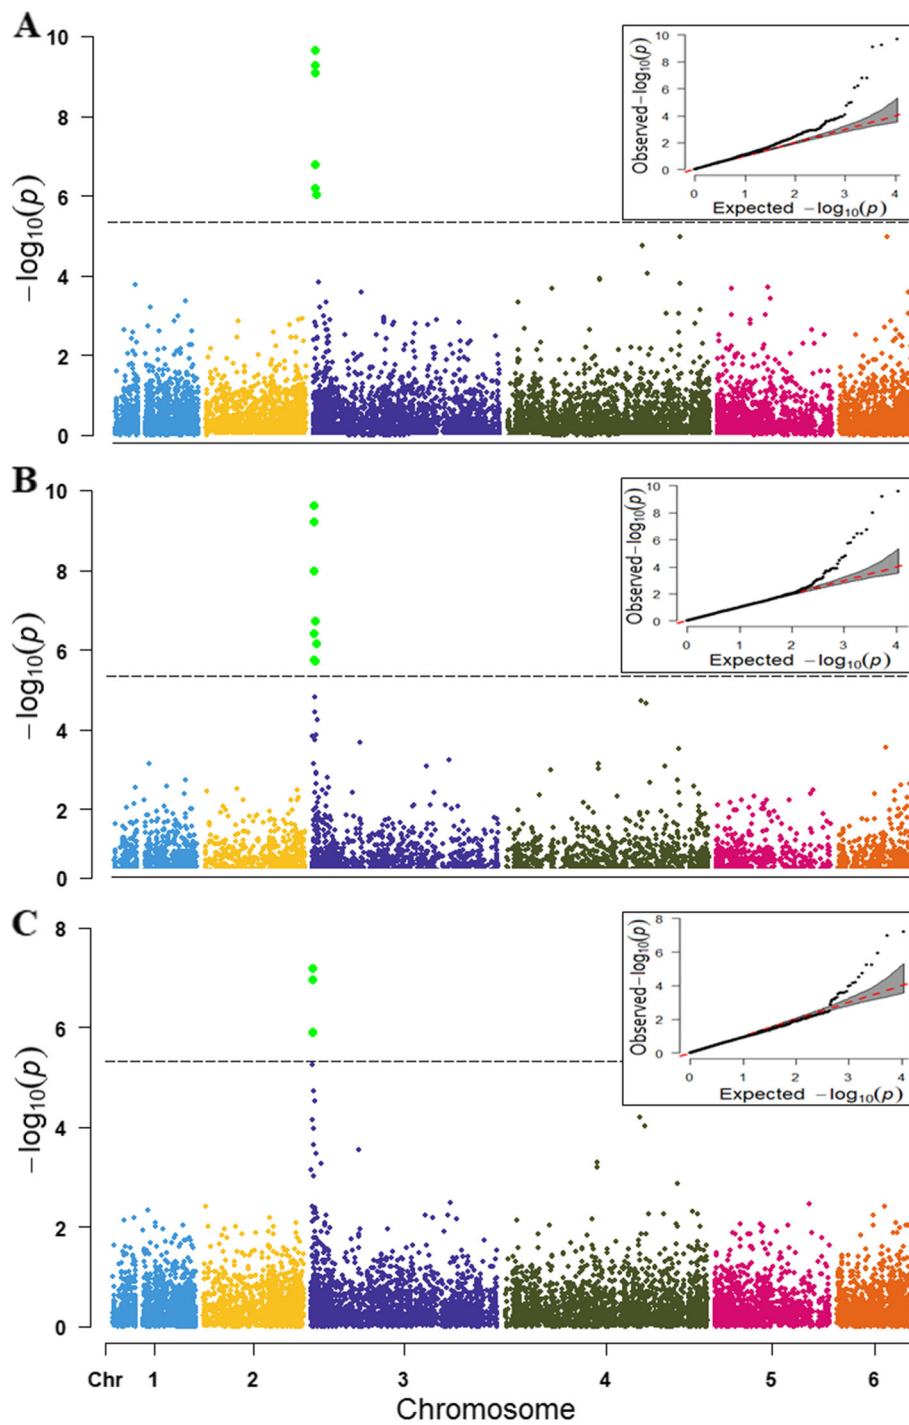 A
10
8
6
4
2
0
−log10(p)
Observed−log10(p)
10
8
6
4
2
0
0 1 2 3 4
Expected −log10(p)
B
10
8
6
4
2
0
−log10(p)
Observed−log10(p)
10
8
6
4
2
0
0 1 2 3 4
Expected −log10(p)
C
8
6
4
2
0
−log10(p)
Observed−log10(p)
8
6
4
2
0
0 1 2 3 4
Expected −log10(p)
Chr 1 2 3 4 5 6
Chromosome